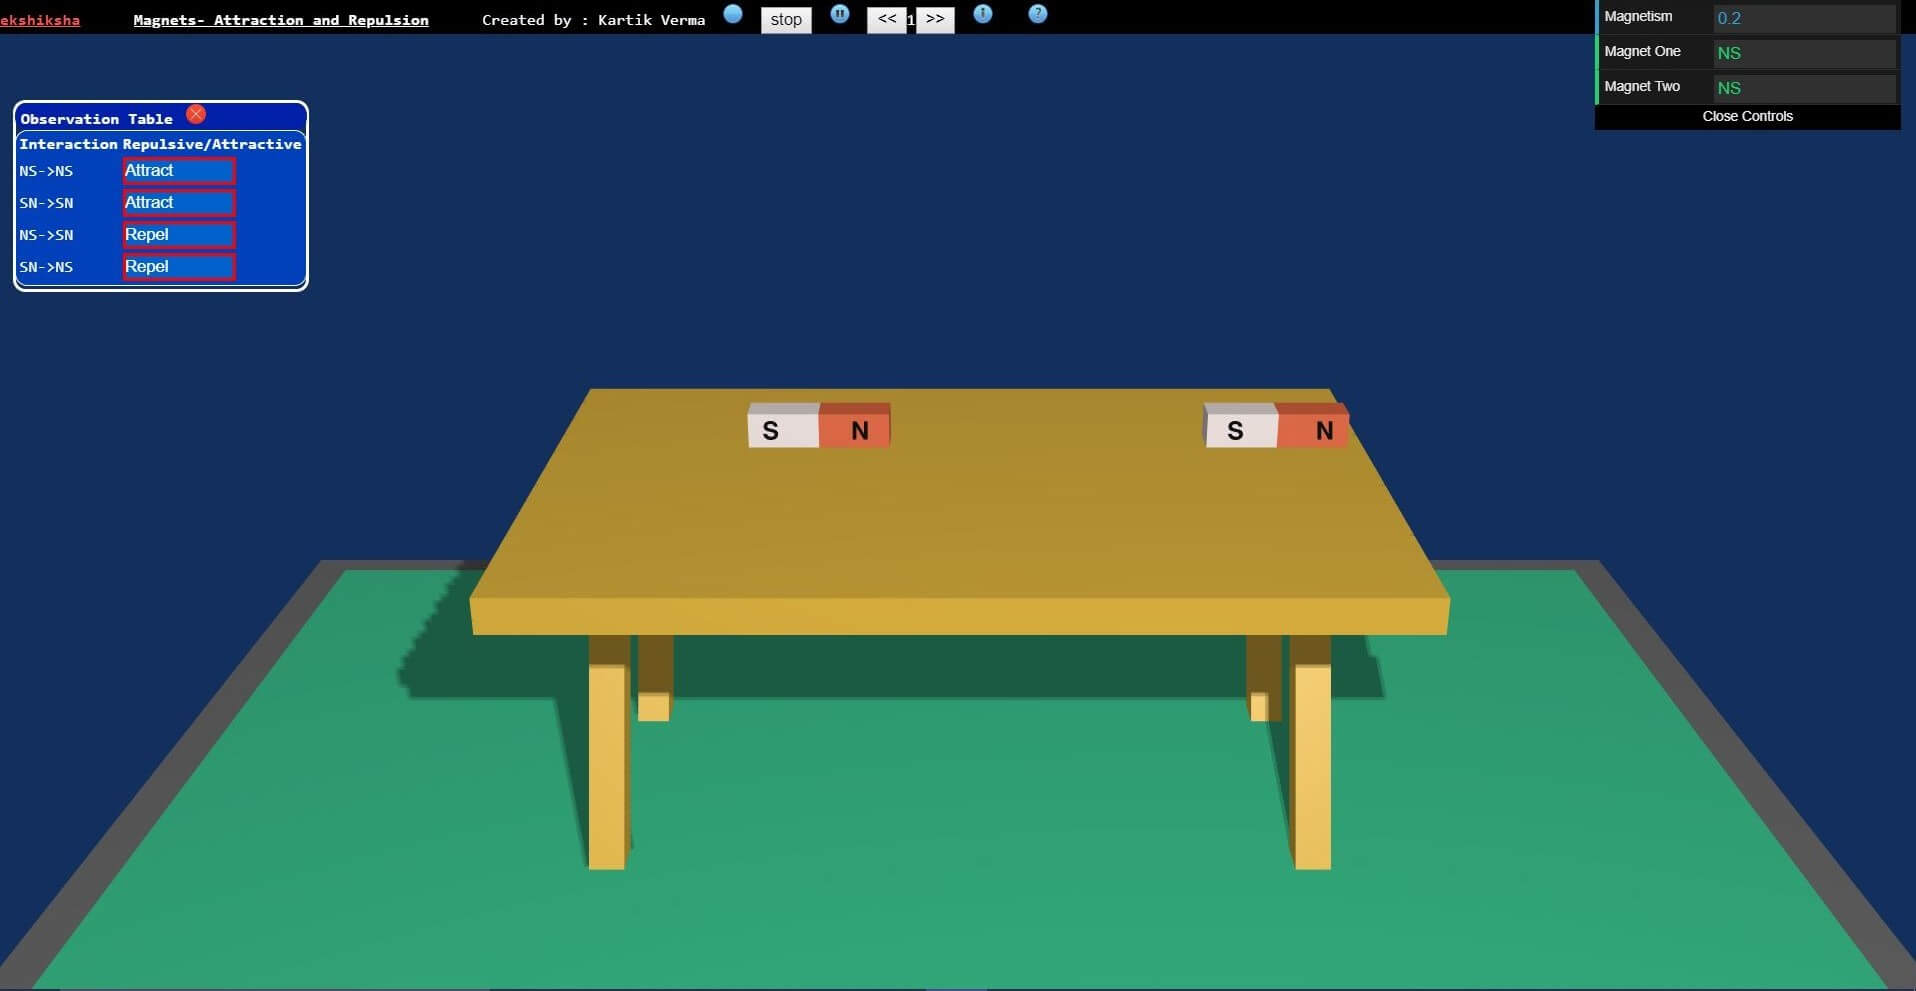 ekshiksha Magnets- Attraction and Repulsion Created by : Kartik Verma stop << 1 >>
Magnetism 0.2
Magnet One NS
Magnet Two NS
Close Controls
Observation Table
Interaction Repulsive/Attractive
NS->NS Attract
SN->SN Attract
NS->SN Repel
SN->NS Repel
S N S N